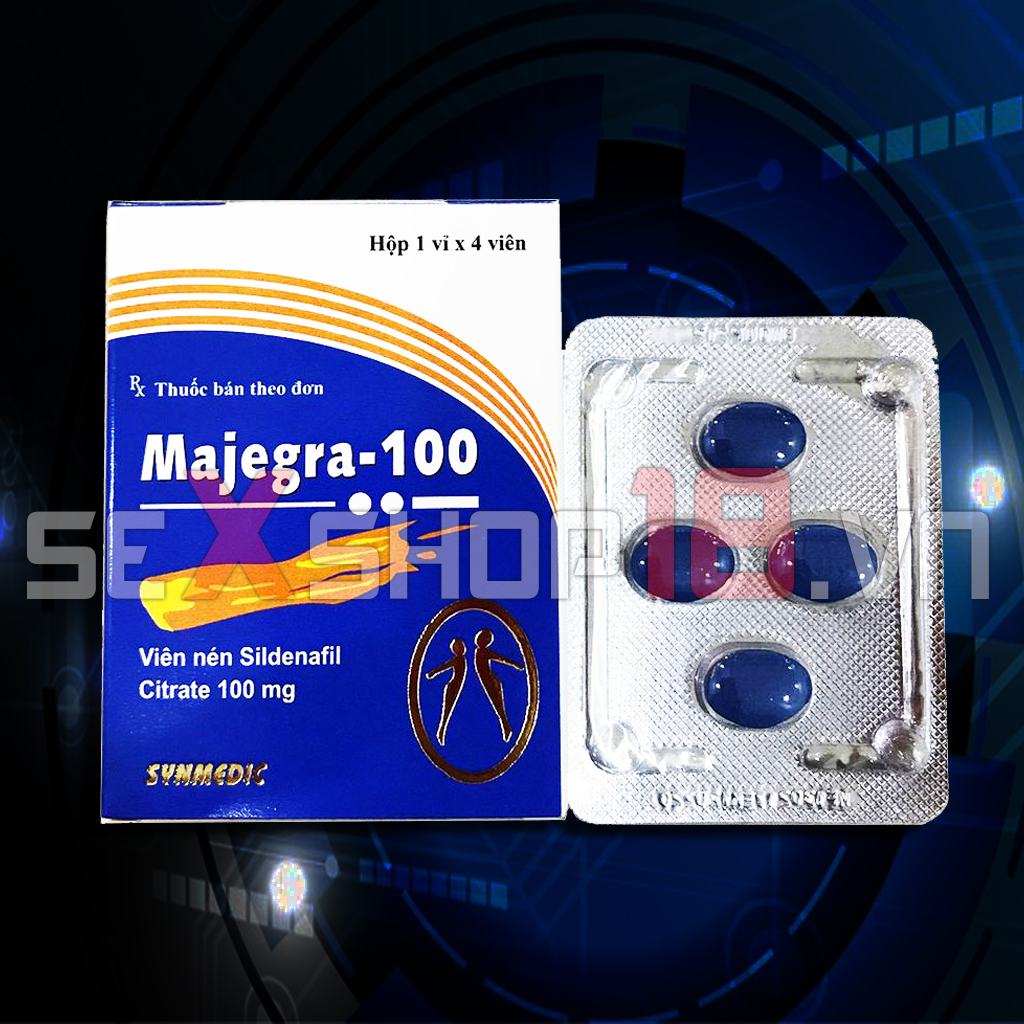 Hộp 1 vỉ x 4 viên
Rx Thuốc bán theo đơn
Majegra-100
SEXSHOP18.VN
Viên nén Sildenafil
Citrate 100 mg
SYNMEDIC